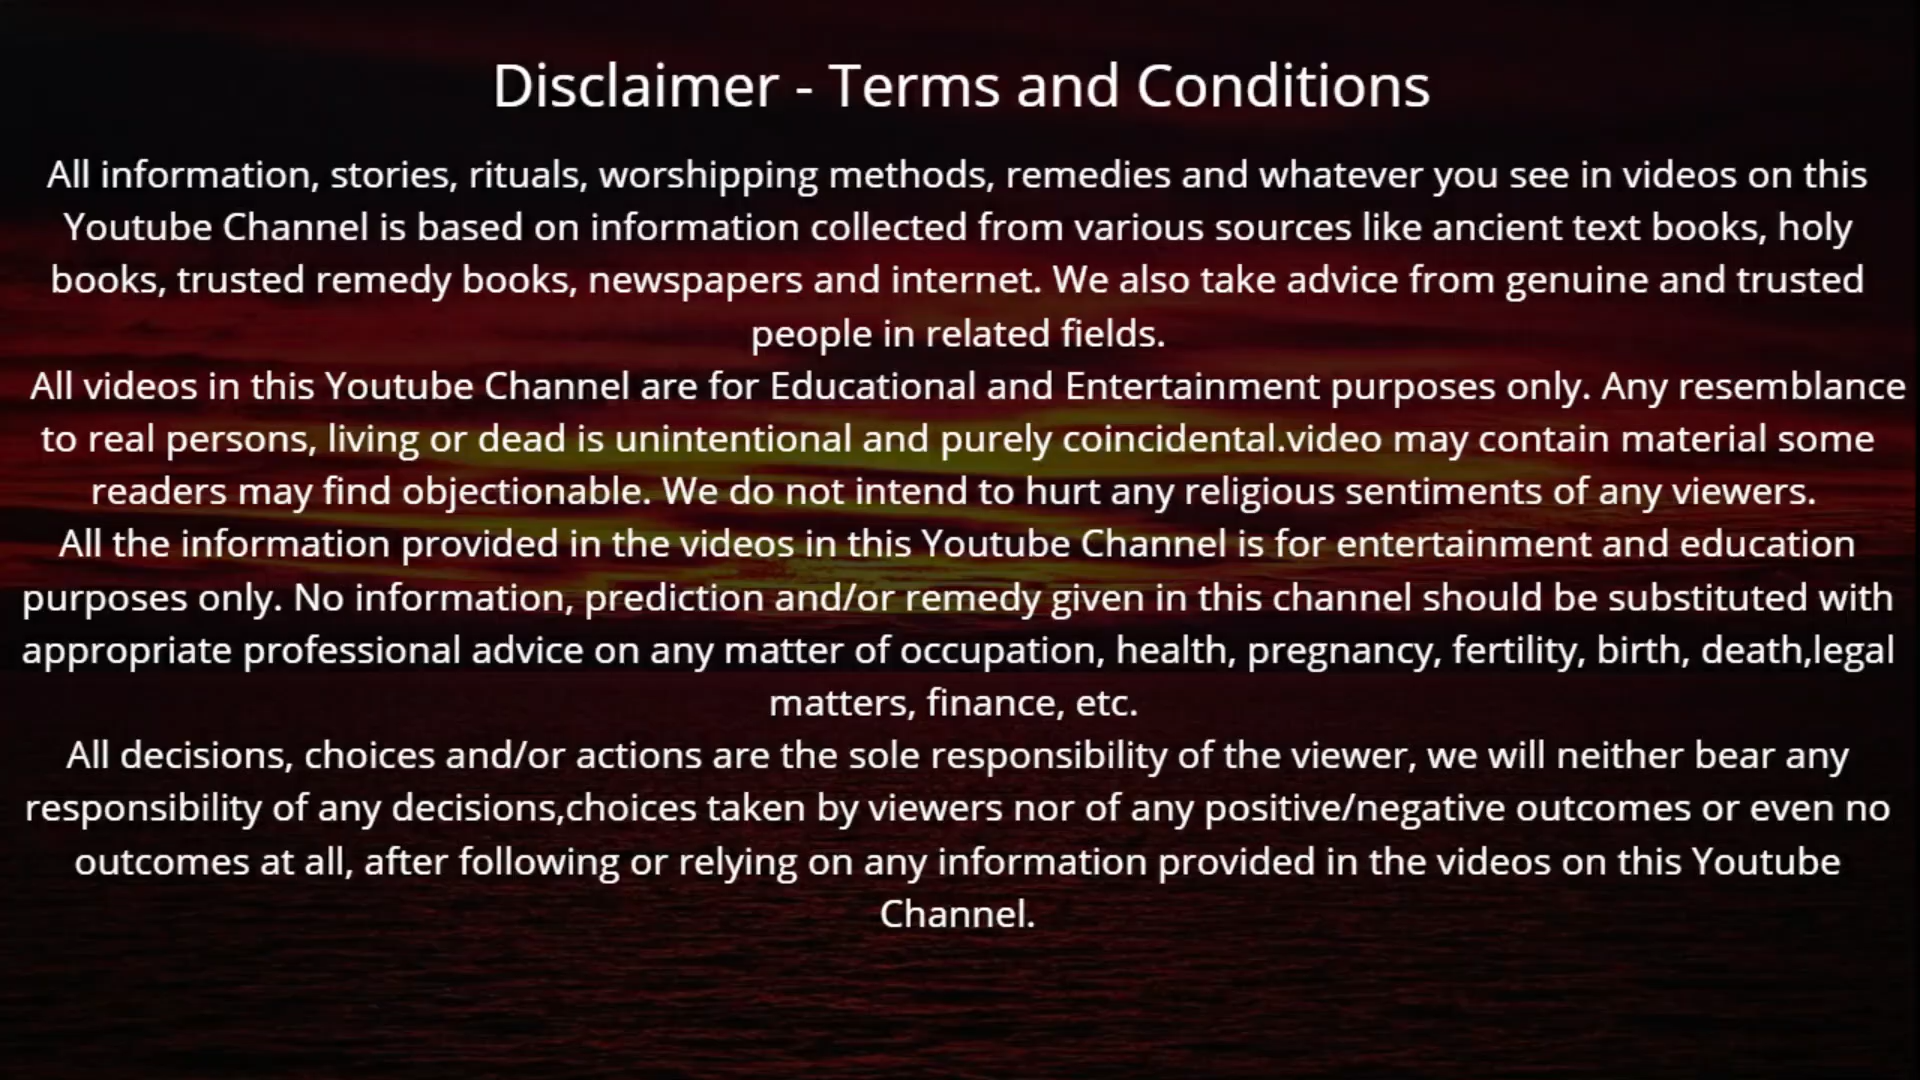 Disclaimer - Terms and Conditions
All information, stories, rituals, worshipping methods, remedies and whatever you see in videos on this
Youtube Channel is based on information collected from various sources like ancient text books, holy
books, trusted remedy books, newspapers and internet. We also take advice from genuine and trusted
people in related fields.
All videos in this Youtube Channel are for Educational and Entertainment purposes only. Any resemblance
to real persons, living or dead is unintentional and purely coincidental.video may contain material some
readers may find objectionable. We do not intend to hurt any religious sentiments of any viewers.
All the information provided in the videos in this Youtube Channel is for entertainment and education
purposes only. No information, prediction and/or remedy given in this channel should be substituted with
appropriate professional advice on any matter of occupation, health, pregnancy, fertility, birth, death,legal
matters, finance, etc.
All decisions, choices and/or actions are the sole responsibility of the viewer, we will neither bear any
responsibility of any decisions,choices taken by viewers nor of any positive/negative outcomes or even no
outcomes at all, after following or relying on any information provided in the videos on this Youtube
Channel.